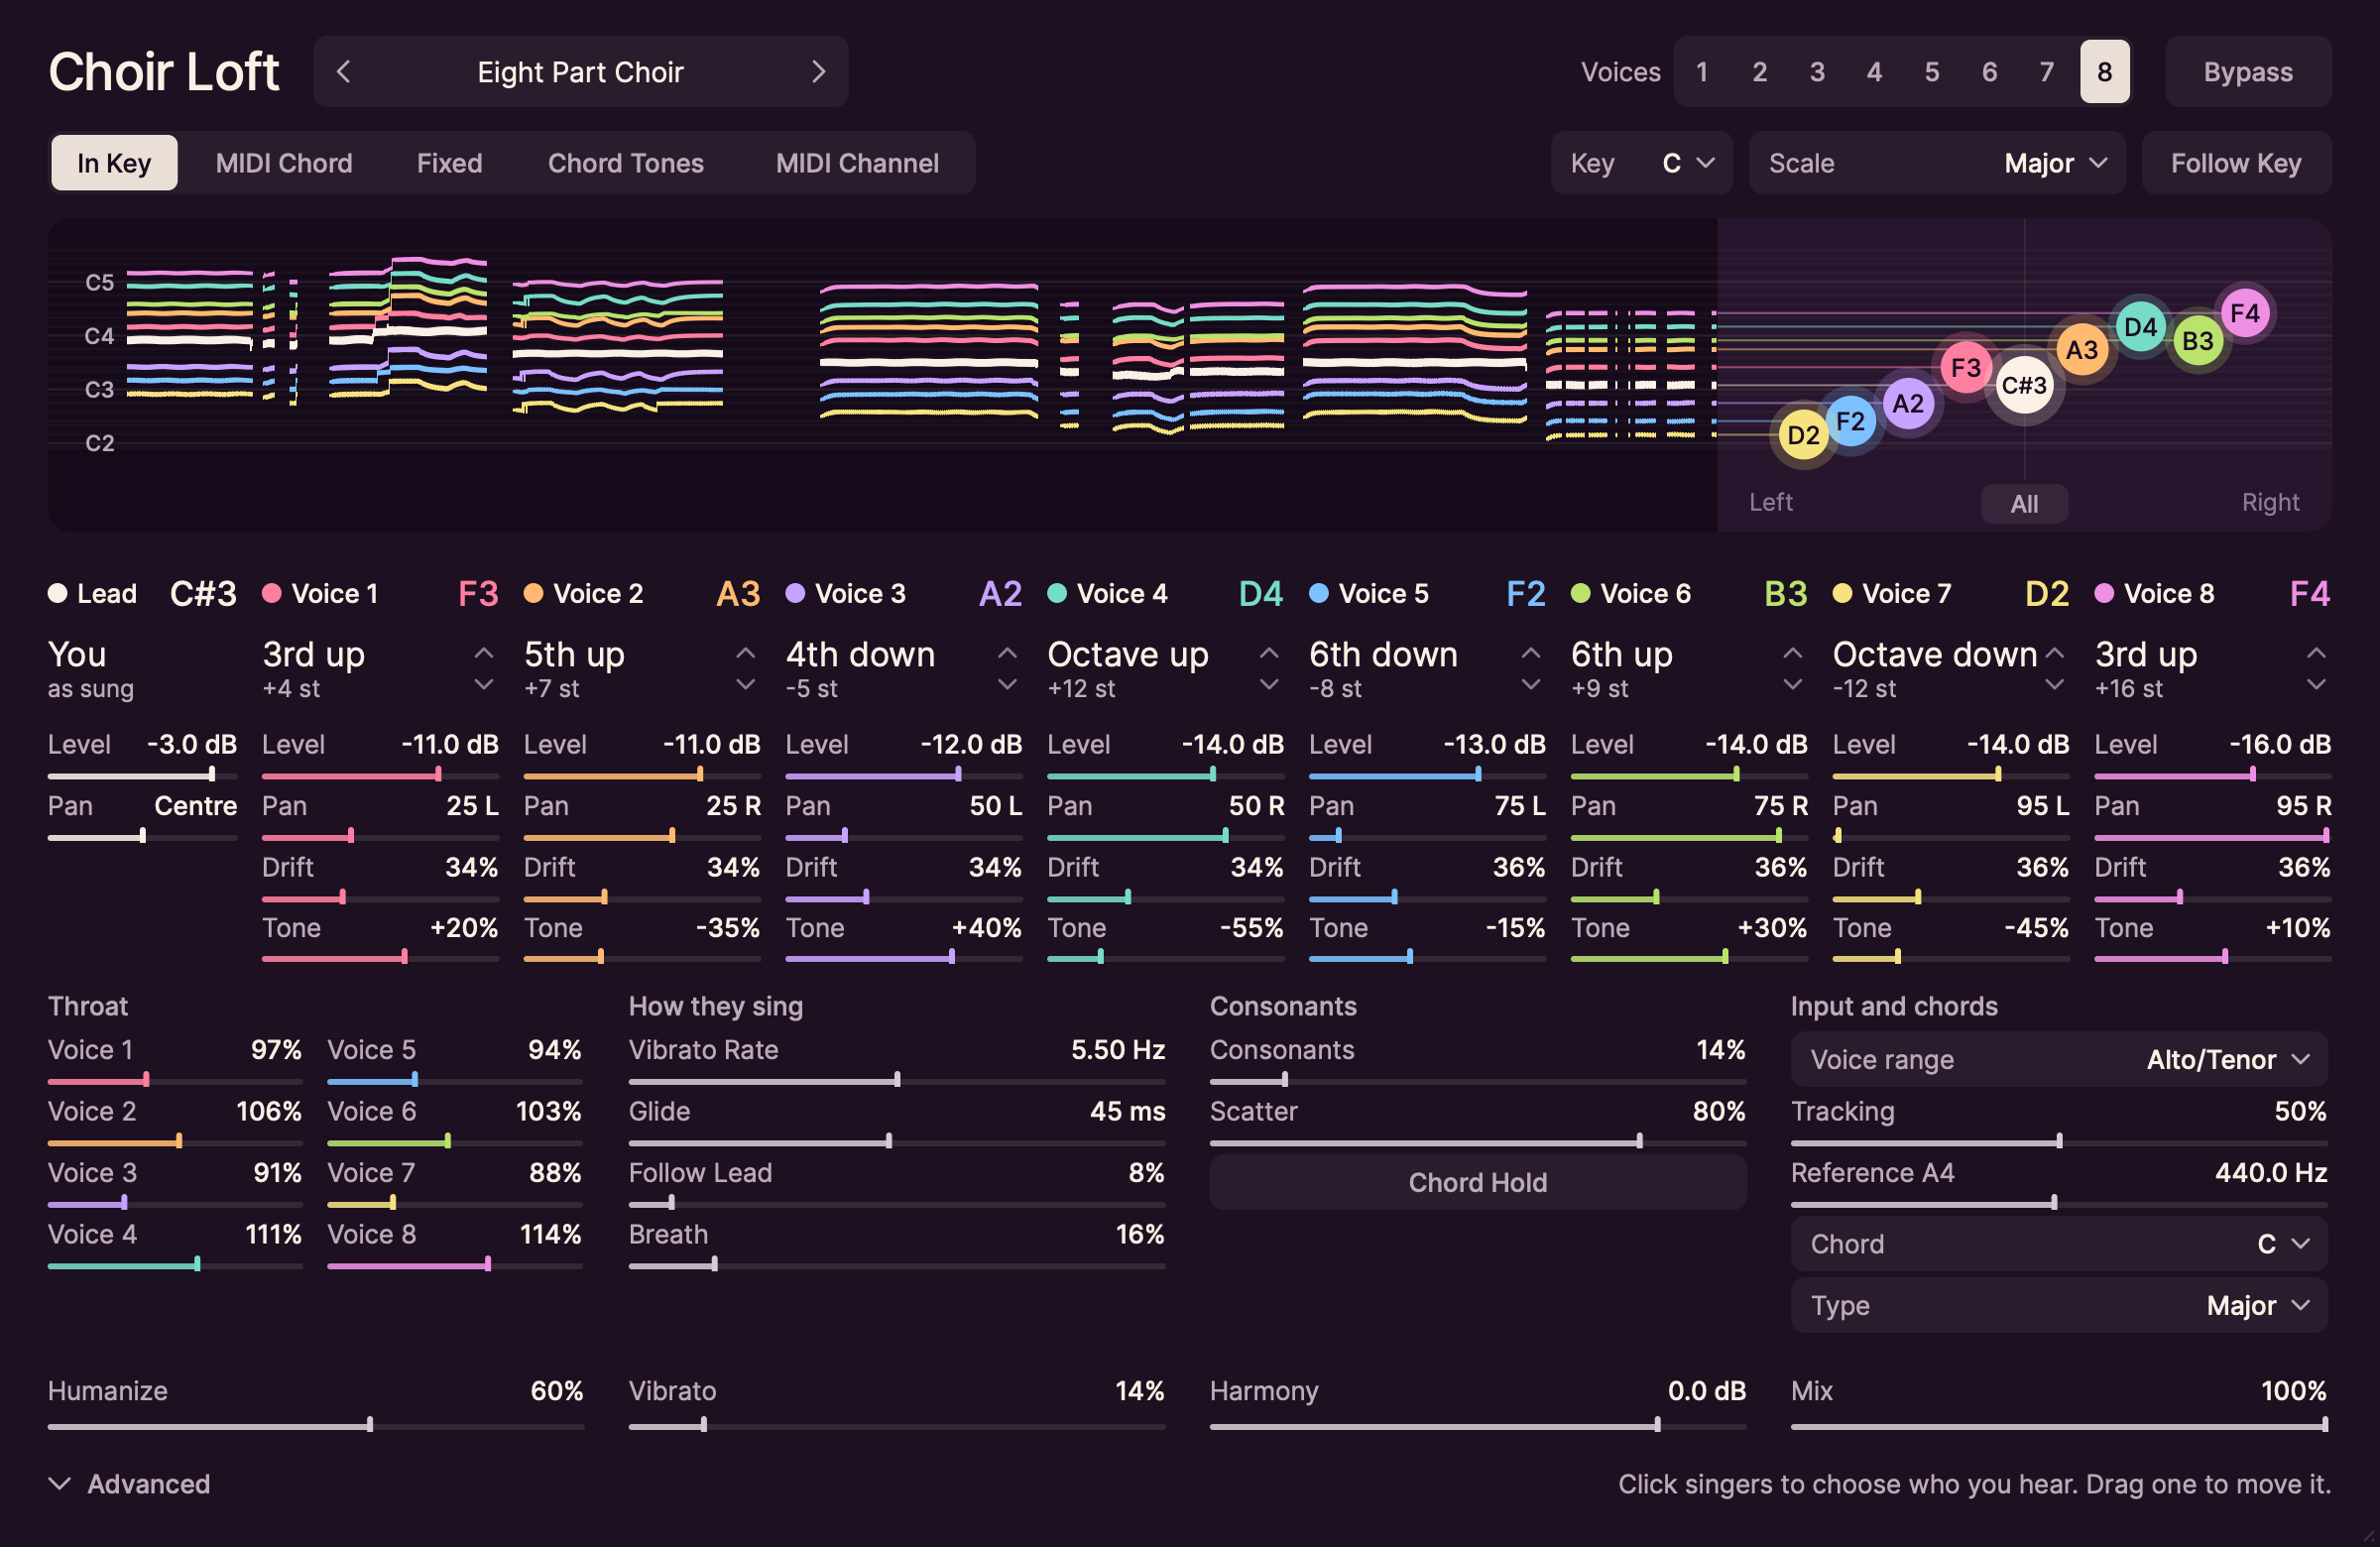 Choir Loft
Eight Part Choir
Voices 1 2 3 4 5 6 7 8
Bypass
In Key MIDI Chord Fixed Chord Tones MIDI Channel
Key C
Scale Major
Follow Key
C5
C4
C3
C2
D2 F2 A2 F3 C#3 A3 D4 B3 F4
Left All Right
Lead C#3 Voice 1 F3 Voice 2 A3 Voice 3 A2 Voice 4 D4 Voice 5 F2 Voice 6 B3 Voice 7 D2 Voice 8 F4
You 3rd up 5th up 4th down Octave up 6th down 6th up Octave down 3rd up
as sung +4 st +7 st -5 st +12 st -8 st +9 st -12 st +16 st
Level -3.0 dB Level -11.0 dB Level -11.0 dB Level -12.0 dB Level -14.0 dB Level -13.0 dB Level -14.0 dB Level -14.0 dB Level -16.0 dB
Pan Centre Pan 25 L Pan 25 R Pan 50 L Pan 50 R Pan 75 L Pan 75 R Pan 95 L Pan 95 R
Drift 34% Drift 34% Drift 34% Drift 34% Drift 36% Drift 36% Drift 36% Drift 36%
Tone +20% Tone -35% Tone +40% Tone -55% Tone -15% Tone +30% Tone -45% Tone +10%
Throat
Voice 1 97% Voice 5 94%
Voice 2 106% Voice 6 103%
Voice 3 91% Voice 7 88%
Voice 4 111% Voice 8 114%
How they sing
Vibrato Rate 5.50 Hz
Glide 45 ms
Follow Lead 8%
Breath 16%
Consonants
Consonants 14%
Scatter 80%
Chord Hold
Input and chords
Voice range Alto/Tenor
Tracking 50%
Reference A4 440.0 Hz
Chord C
Type Major
Humanize 60% Vibrato 14% Harmony 0.0 dB Mix 100%
Advanced
Click singers to choose who you hear. Drag one to move it.